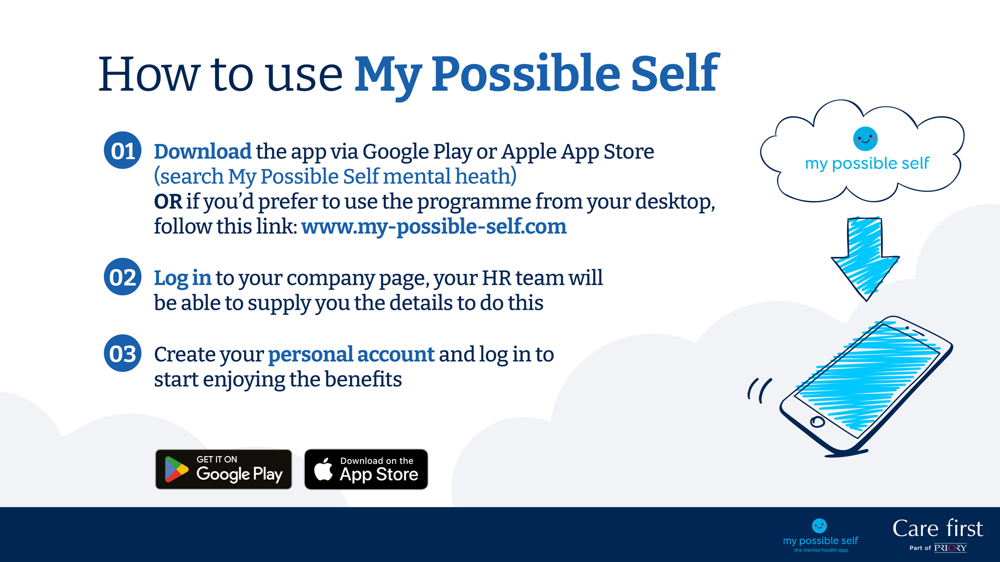 How to use My Possible Self
01
Download the app via Google Play or Apple App Store
(search My Possible Self mental heath)
OR if you’d prefer to use the programme from your desktop,
follow this link: www.my-possible-self.com
02
Log in to your company page, your HR team will
be able to supply you the details to do this
03
Create your personal account and log in to
start enjoying the benefits
my possible self
GET IT ON
Google Play
Download on the
App Store
my possible self
the mental health app
Care first
Part of PRIORY